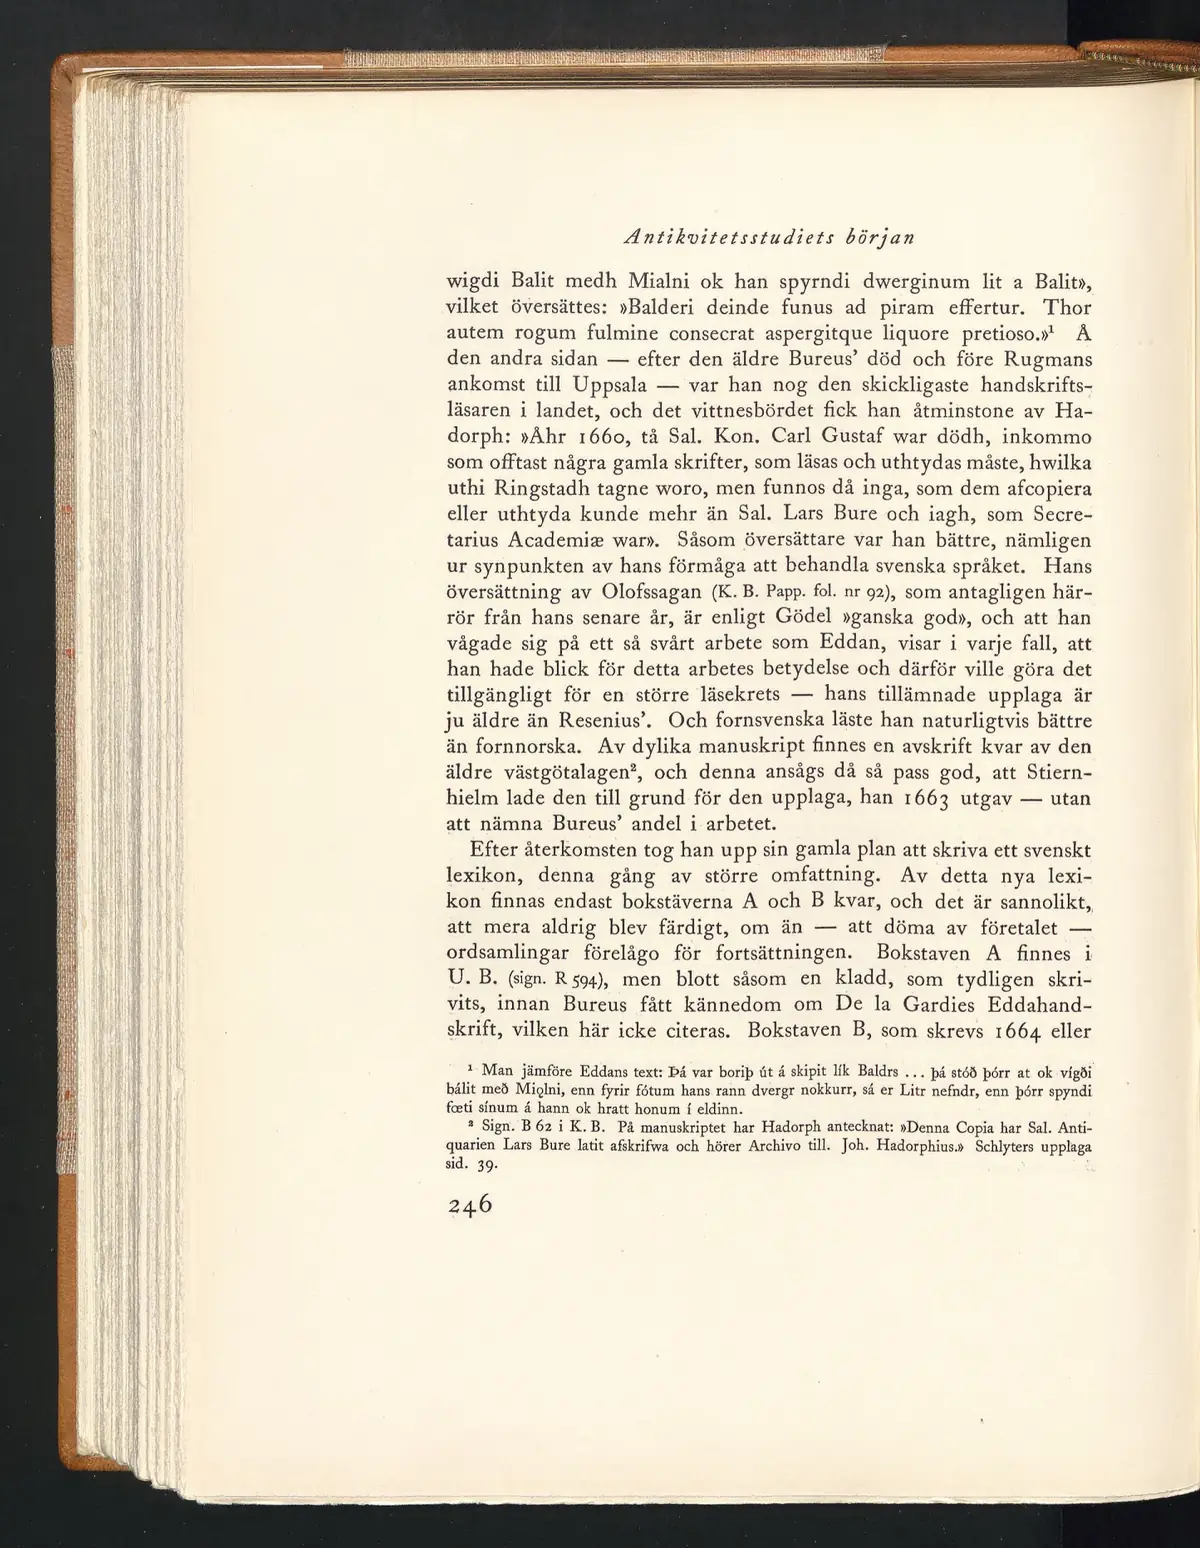 Antikvitetsstudiets början
wigdi Balit medh Mialni ok han spyrndi dwerginum lit a Balit»,
vilket översättes: »Balderi deinde funus ad piram effertur. Thor
autem rogum fulmine consecrat aspergitque liquore pretioso.»¹ Å
den andra sidan — efter den äldre Bureus’ död och före Rugmans
ankomst till Uppsala — var han nog den skickligaste handskrifts-
läsaren i landet, och det vittnesbördet fick han åtminstone av Ha-
dorph: »Åhr 1660, tå Sal. Kon. Carl Gustaf war dödh, inkommo
som offtast några gamla skrifter, som läsas och uthtydas måste, hwilka
uthi Ringstadh tagne woro, men funnos då inga, som dem afcopiera
eller uthtyda kunde mehr än Sal. Lars Bure och iagh, som Secre-
tarius Academiæ war». Såsom översättare var han bättre, nämligen
ur synpunkten av hans förmåga att behandla svenska språket. Hans
översättning av Olofssagan (K. B. Papp. fol. nr 92), som antagligen här-
rör från hans senare år, är enligt Gödel »ganska god», och att han
vågade sig på ett så svårt arbete som Eddan, visar i varje fall, att
han hade blick för detta arbetes betydelse och därför ville göra det
tillgängligt för en större läsekrets — hans tillämnade upplaga är
ju äldre än Resenius’. Och fornsvenska läste han naturligtvis bättre
än fornnorska. Av dylika manuskript finnes en avskrift kvar av den
äldre västgötalagen², och denna ansågs då så pass god, att Stiern-
hielm lade den till grund för den upplaga, han 1663 utgav — utan
att nämna Bureus’ andel i arbetet.
Efter återkomsten tog han upp sin gamla plan att skriva ett svenskt
lexikon, denna gång av större omfattning. Av detta nya lexi-
kon finnas endast bokstäverna A och B kvar, och det är sannolikt,
att mera aldrig blev färdigt, om än — att döma av företalet —
ordsamlingar förelågo för fortsättningen. Bokstaven A finnes i
U. B. (sign. R 594), men blott såsom en kladd, som tydligen skri-
vits, innan Bureus fått kännedom om De la Gardies Eddahand-
skrift, vilken här icke citeras. Bokstaven B, som skrevs 1664 eller
¹ Man jämföre Eddans text: Þá var boriþ út á skipit lík Baldrs ... þá stóð þórr at ok vígði
bálit með Miǫlni, enn fyrir fótum hans rann dvergr nokkurr, sá er Litr nefndr, enn þórr spyndi
fœti sínum á hann ok hratt honum í eldinn.
² Sign. B 62 i K. B. På manuskriptet har Hadorph antecknat: »Denna Copia har Sal. Anti-
quarien Lars Bure latit afskrifwa och hörer Archivo till. Joh. Hadorphius.» Schlyters upplaga
sid. 39.
246